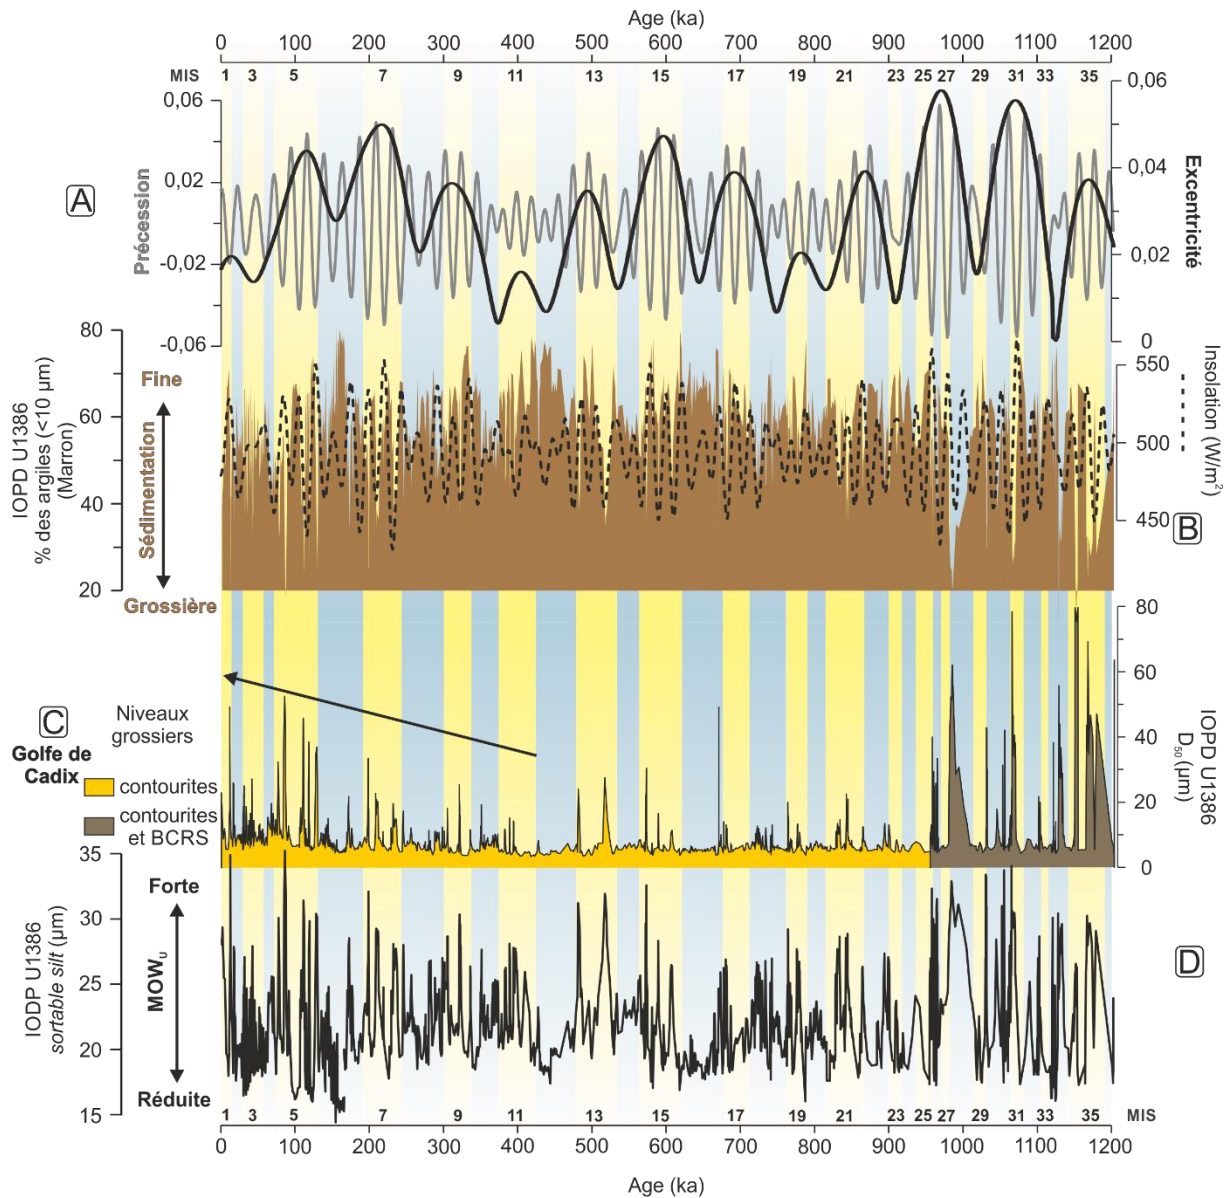 Age (ka)
0 100 200 300 400 500 600 700 800 900 1000 1100 1200
MIS 1 3 5 7 9 11 13 15 17 19 21 23 25 27 29 31 33 35
A
Précession
0,06
0,02
-0,02
-0,06
Excentricité
0,06
0,04
0,02
0
IOPD U1386
% des argiles (<10 µm)
(Marron)
80
60
40
20
Fine
Sédimentation
Grossière
Insolation (W/m²)
550
500
450
B
C
Niveaux
grossiers
Golfe de
Cadix
contourites
contourites
et BCRS
IOPD U1386
D₅₀ (µm)
80
60
40
20
0
IODP U1386
sortable silt (µm)
35
30
25
20
15
Forte
MOWᵤ
Réduite
D
1 3 5 7 9 11 13 15 17 19 21 23 25 27 29 31 33 35 MIS
0 100 200 300 400 500 600 700 800 900 1000 1100 1200
Age (ka)